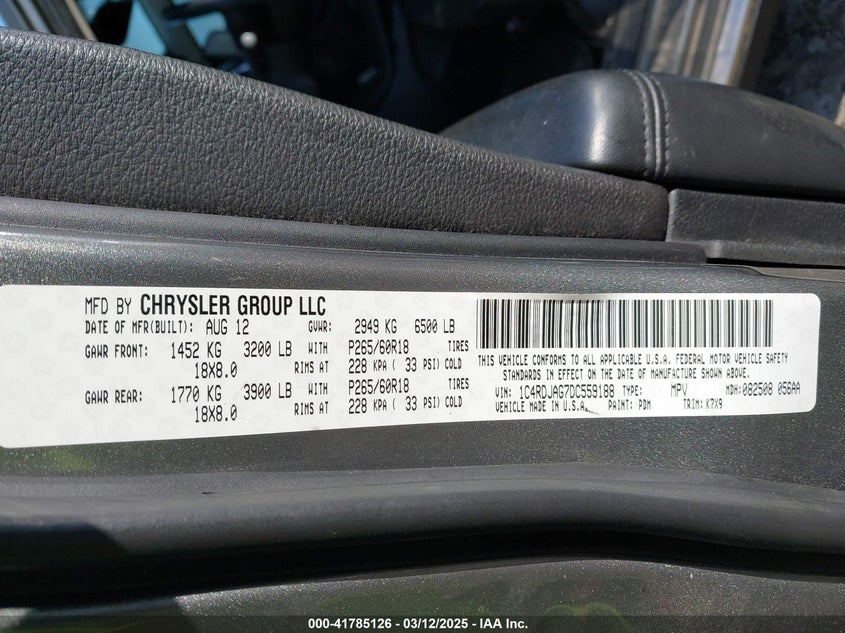 MFD BY CHRYSLER GROUP LLC
DATE OF MFR(BUILT): AUG 12 GVWR: 2949 KG 6500 LB
GAWR FRONT: 1452 KG 3200 LB WITH P265/60R18 TIRES
18X8.0 RIMS AT 228 KPA ( 33 PSI) COLD
GAWR REAR: 1770 KG 3900 LB WITH P265/60R18 TIRES
18X8.0 RIMS AT 228 KPA ( 33 PSI) COLD
THIS VEHICLE CONFORMS TO ALL APPLICABLE U.S.A. FEDERAL MOTOR VEHICLE SAFETY
STANDARDS IN EFFECT ON THE DATE OF MANUFACTURE SHOWN ABOVE.
VIN: 1C4RDJAG7DC559188 TYPE: MPV MDH: 082508 056AA
VEHICLE MADE IN U.S.A. PAINT: PDM TRIM: K7X9
000-41785126 - 03/12/2025 - IAA Inc.